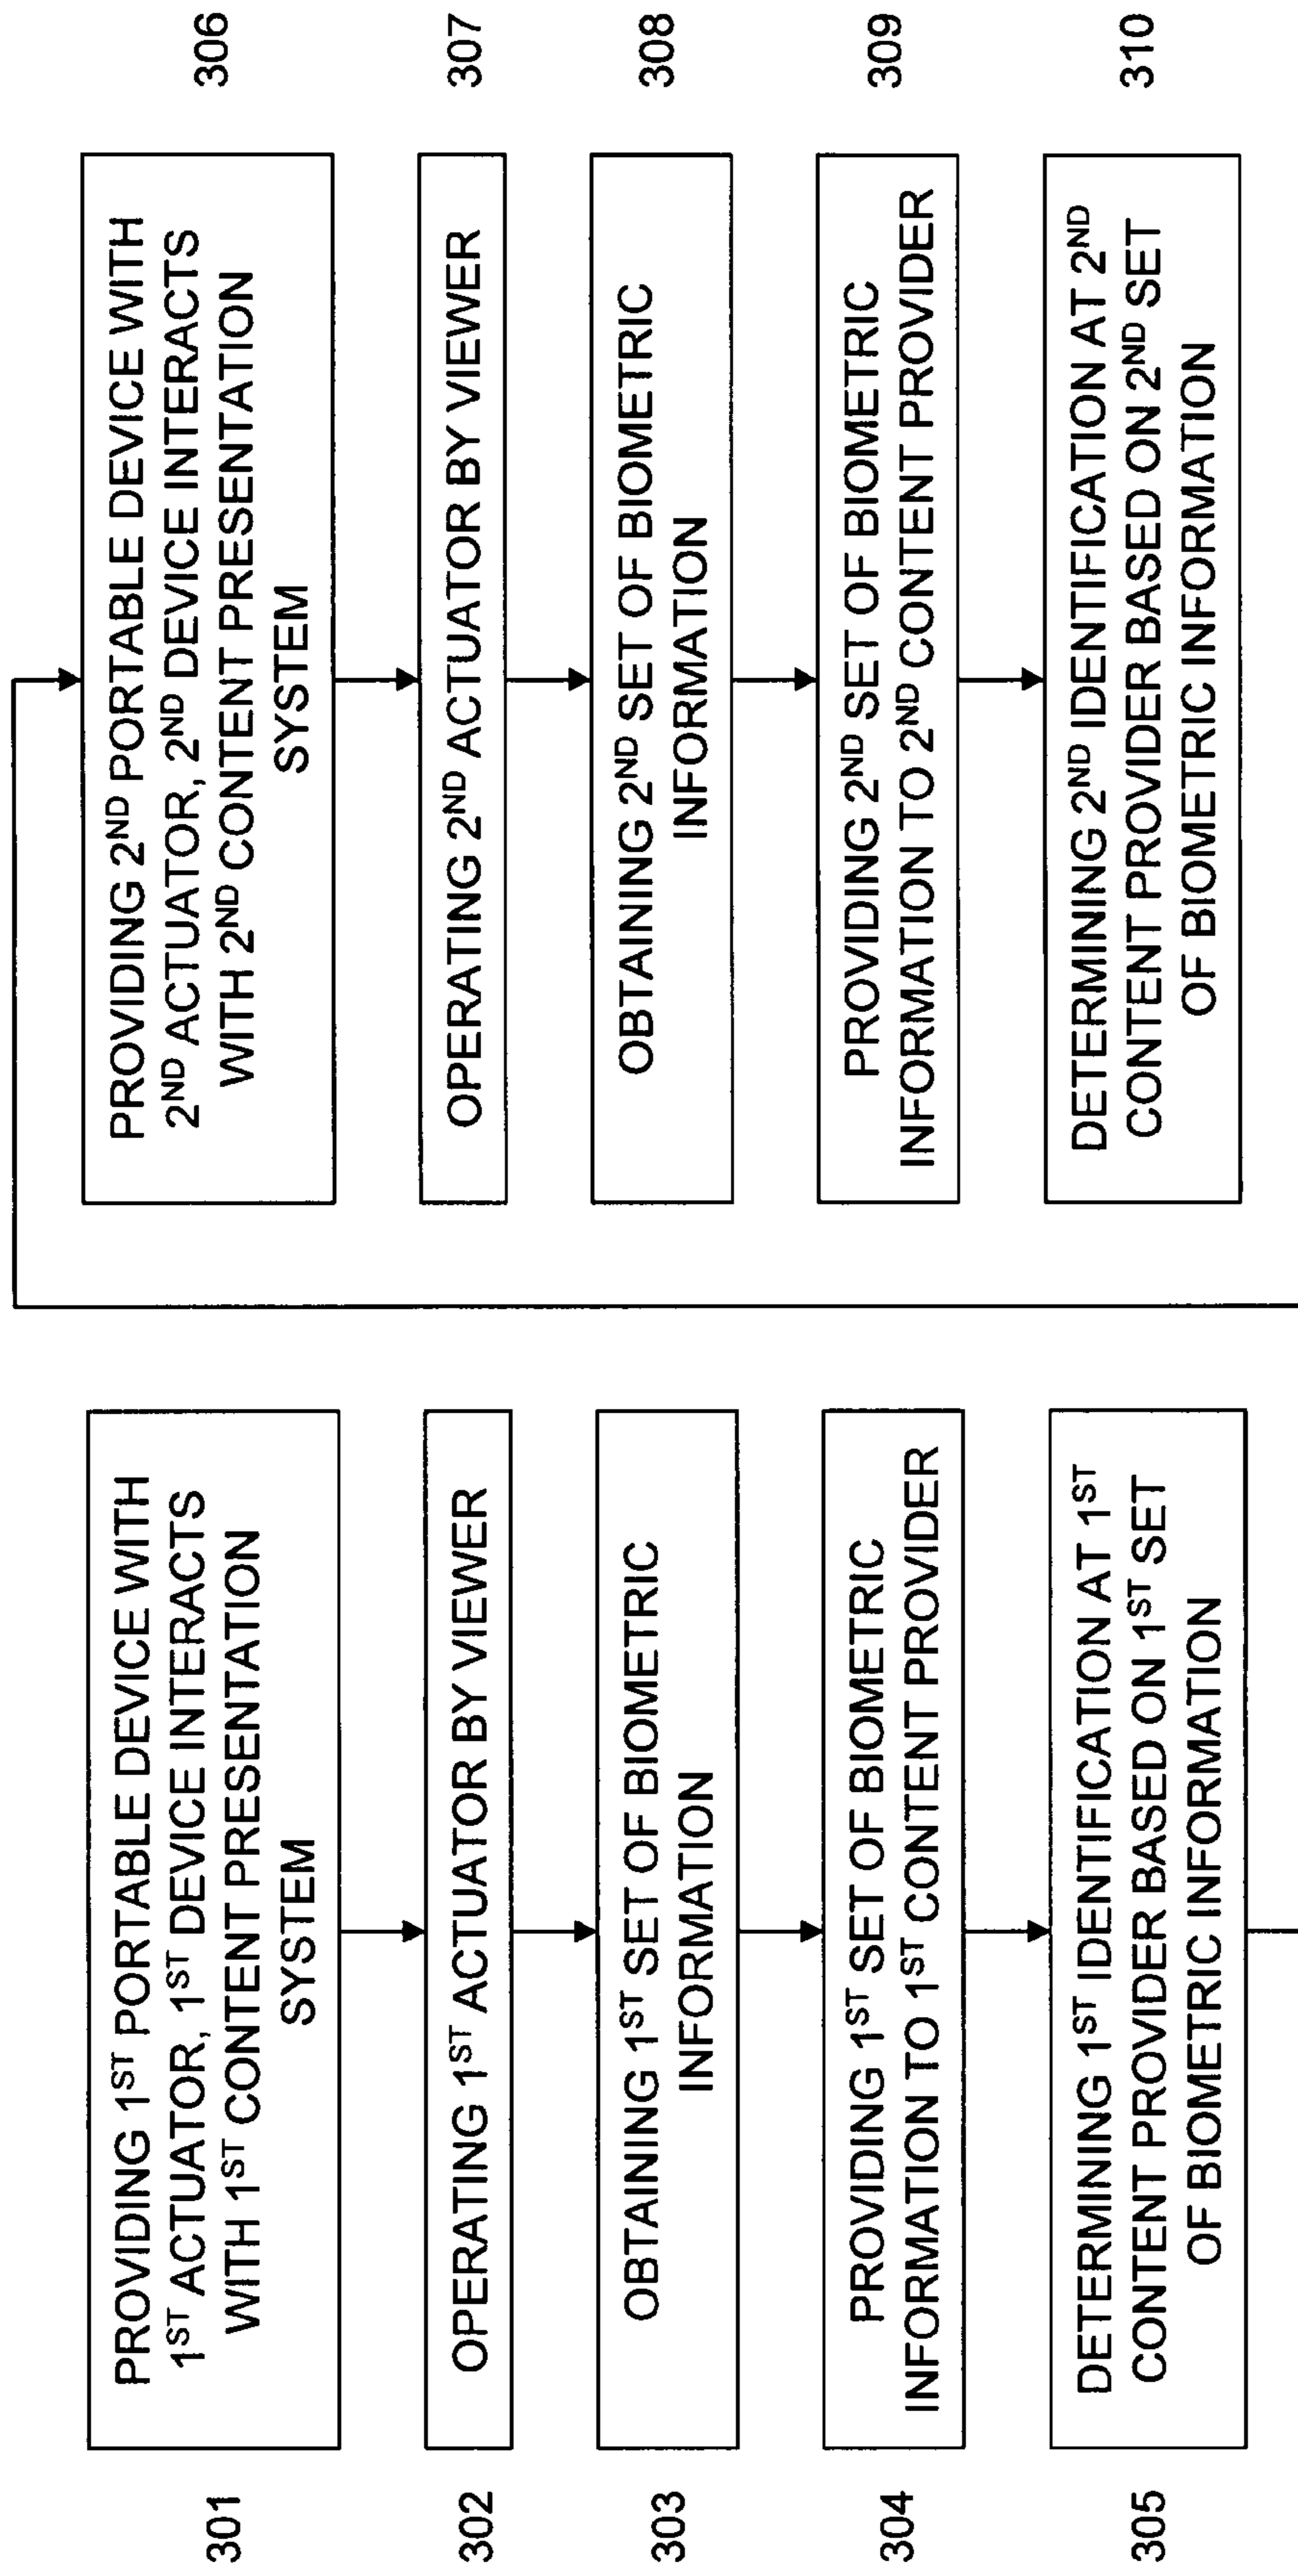 301
PROVIDING 1ST PORTABLE DEVICE WITH
1ST ACTUATOR, 1ST DEVICE INTERACTS
WITH 1ST CONTENT PRESENTATION
SYSTEM
302
OPERATING 1ST ACTUATOR BY VIEWER
303
OBTAINING 1ST SET OF BIOMETRIC
INFORMATION
304
PROVIDING 1ST SET OF BIOMETRIC
INFORMATION TO 1ST CONTENT PROVIDER
305
DETERMINING 1ST IDENTIFICATION AT 1ST
CONTENT PROVIDER BASED ON 1ST SET
OF BIOMETRIC INFORMATION
PROVIDING 2ND PORTABLE DEVICE WITH
2ND ACTUATOR, 2ND DEVICE INTERACTS
WITH 2ND CONTENT PRESENTATION
SYSTEM
306
OPERATING 2ND ACTUATOR BY VIEWER
307
OBTAINING 2ND SET OF BIOMETRIC
INFORMATION
308
PROVIDING 2ND SET OF BIOMETRIC
INFORMATION TO 2ND CONTENT PROVIDER
309
DETERMINING 2ND IDENTIFICATION AT 2ND
CONTENT PROVIDER BASED ON 2ND SET
OF BIOMETRIC INFORMATION
310